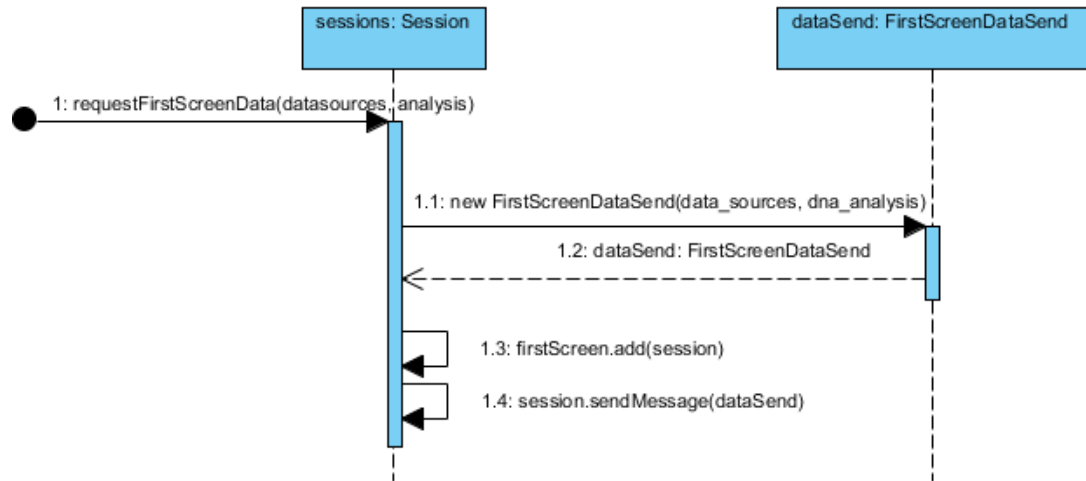 sessions: Session
dataSend: FirstScreenDataSend
1: requestFirstScreenData(datasources, analysis)
1.1: new FirstScreenDataSend(data_sources, dna_analysis)
1.2: dataSend: FirstScreenDataSend
1.3: firstScreen.add(session)
1.4: session.sendMessage(dataSend)